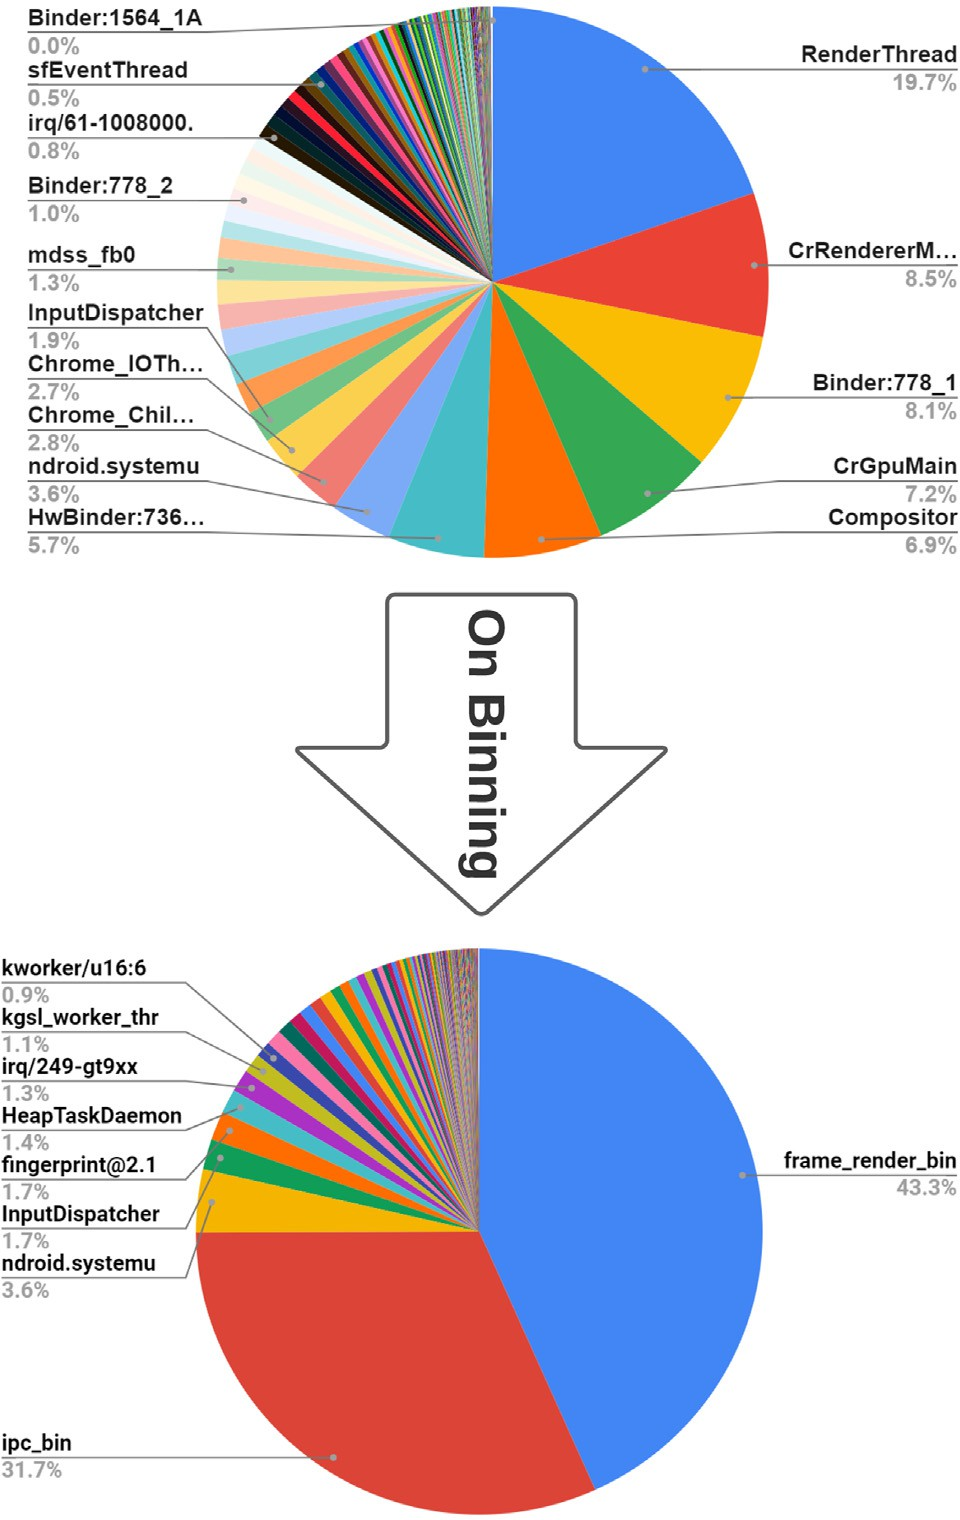 Binder:1564_1A
0.0%
sfEventThread
0.5%
irq/61-1008000.
0.8%
Binder:778_2
1.0%
mdss_fb0
1.3%
InputDispatcher
1.9%
Chrome_IOTh...
2.7%
Chrome_Chil...
2.8%
ndroid.systemu
3.6%
HwBinder:736...
5.7%
RenderThread
19.7%
CrRendererM...
8.5%
Binder:778_1
8.1%
CrGpuMain
7.2%
Compositor
6.9%
On Binning
kworker/u16:6
0.9%
kgsl_worker_thr
1.1%
irq/249-gt9xx
1.3%
HeapTaskDaemon
1.4%
fingerprint@2.1
1.7%
InputDispatcher
1.7%
ndroid.systemu
3.6%
ipc_bin
31.7%
frame_render_bin
43.3%